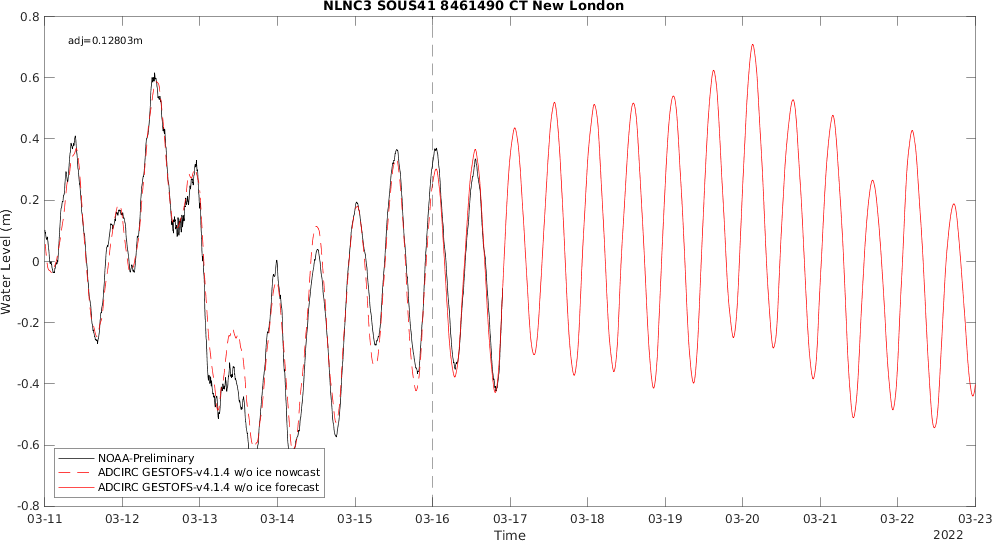 NLNC3 SOUS41 8461490 CT New London
adj=0.12803m
0.8
0.6
0.4
0.2
0
-0.2
-0.4
-0.6
-0.8
Water Level (m)
NOAA-Preliminary
ADCIRC GESTOFS-v4.1.4 w/o ice nowcast
ADCIRC GESTOFS-v4.1.4 w/o ice forecast
03-11 03-12 03-13 03-14 03-15 03-16 03-17 03-18 03-19 03-20 03-21 03-22 03-23
Time
2022